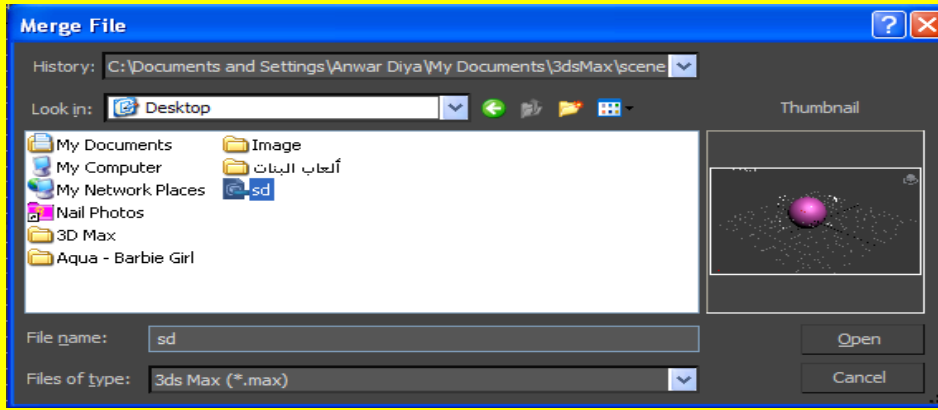 Merge File
History: C:\Documents and Settings\Anwar Diya\My Documents\3dsMax\scene
Look in: Desktop
Thumbnail
My Documents
My Computer
My Network Places
Nail Photos
3D Max
Aqua - Barbie Girl
Image
ألعاب البنات
sd
File name: sd
Open
Files of type: 3ds Max (*.max)
Cancel